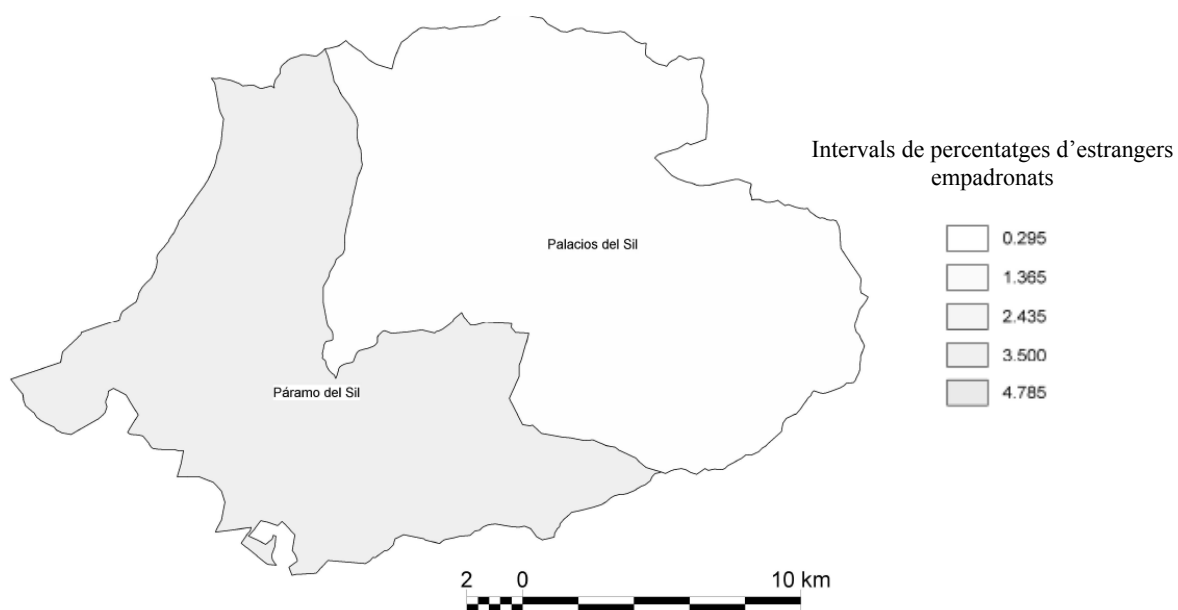 Intervals de percentatges d’estrangers
empadronats
Palacios del Sil
0.295
1.365
2.435
3.500
4.785
Páramo del Sil
2 0 10 km